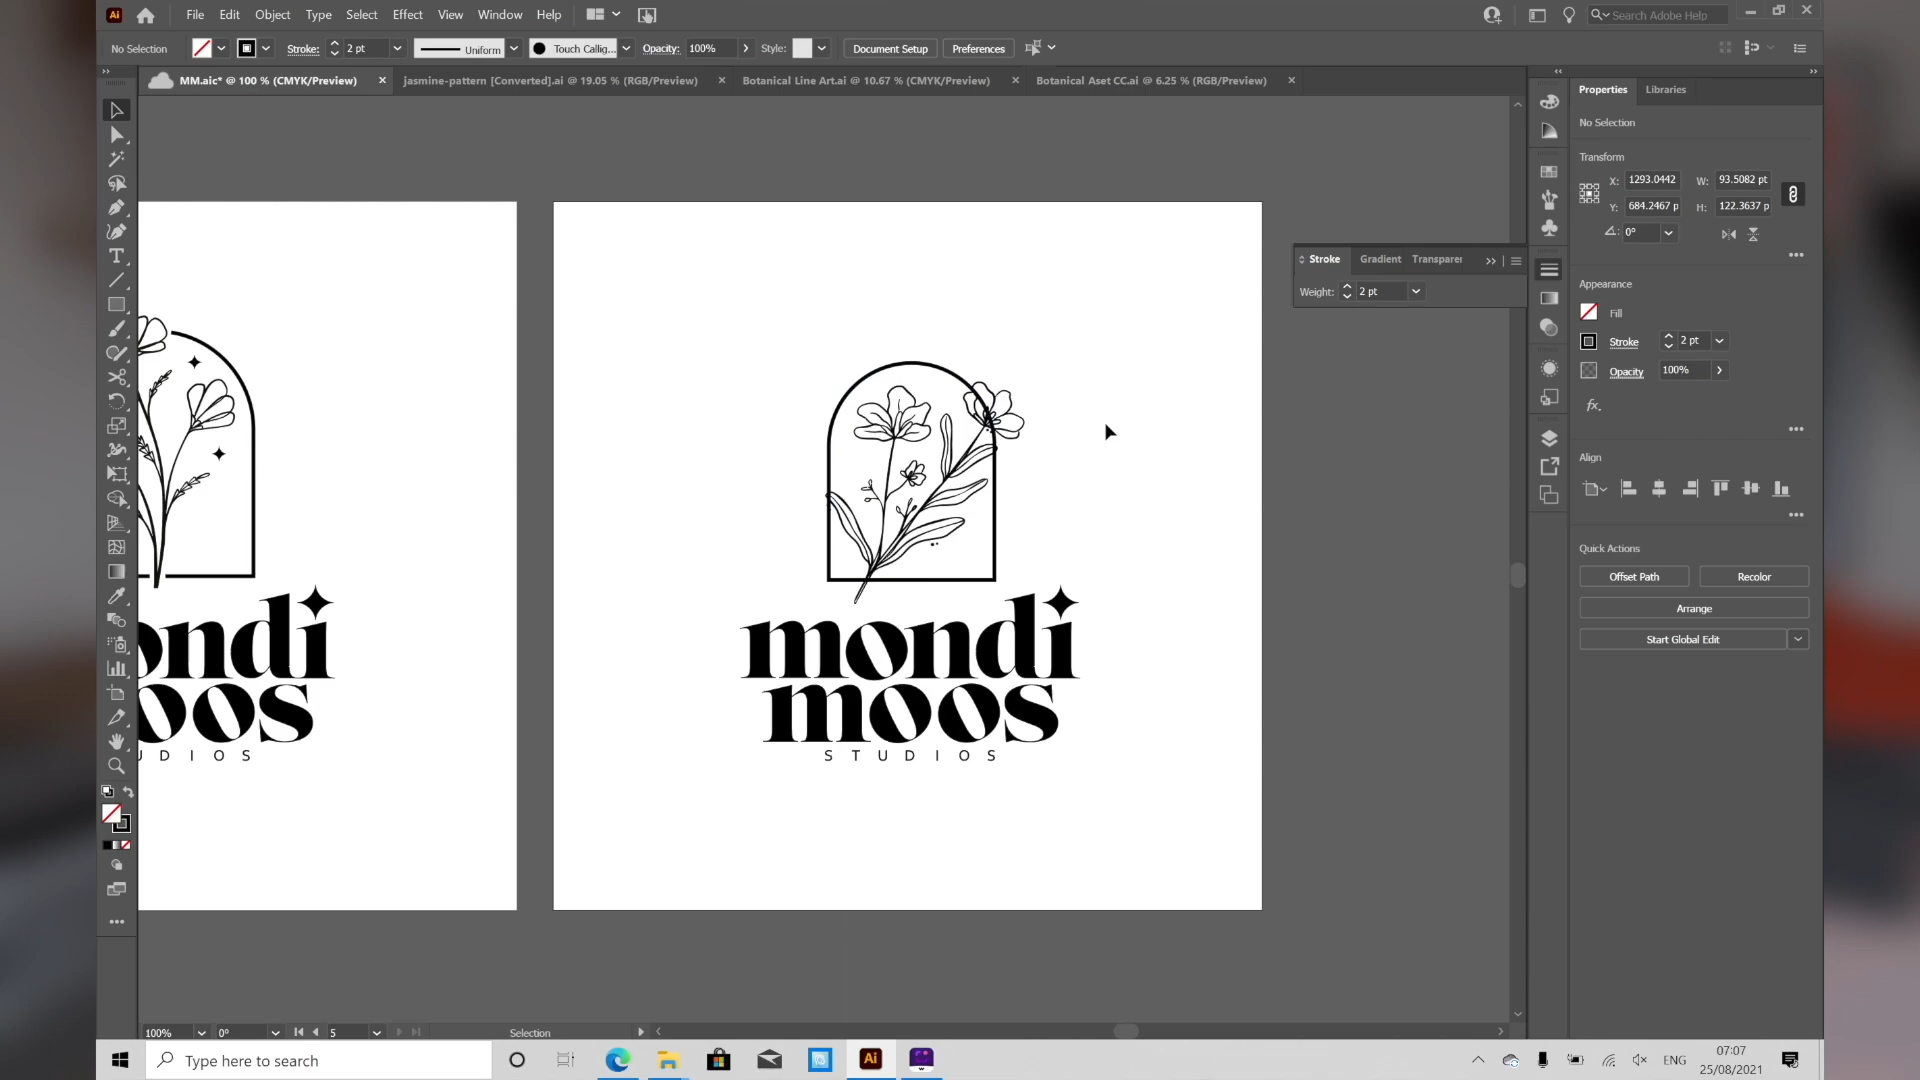 Ai File Edit Object Type Select Effect View Window Help Search Adobe Help
No Selection Stroke: 2 pt Uniform Touch Callig... Opacity: 100% Style: Document Setup Preferences
MM.aic* @ 100 % (CMYK/Preview) jasmine-pattern [Converted].ai @ 19.05 % (RGB/Preview) Botanical Line Art.ai @ 10.67 % (CMYK/Preview) Botanical Aset CC.ai @ 6.25 % (RGB/Preview)
Properties Libraries
No Selection
Transform
X: 1293.0442 W: 93.5082 pt
Y: 684.2467 p H: 122.3637 p
0°
Stroke Gradient Transparer
Weight: 2 pt
Appearance
Fill
Stroke 2 pt
Opacity 100%
fx.
Align
Quick Actions
Offset Path Recolor
Arrange
Start Global Edit
ondi
oos
UDIOS
mondi
moos
STUDIOS
100% 0° 5 Selection
Type here to search
Ai
ENG
07:07
25/08/2021